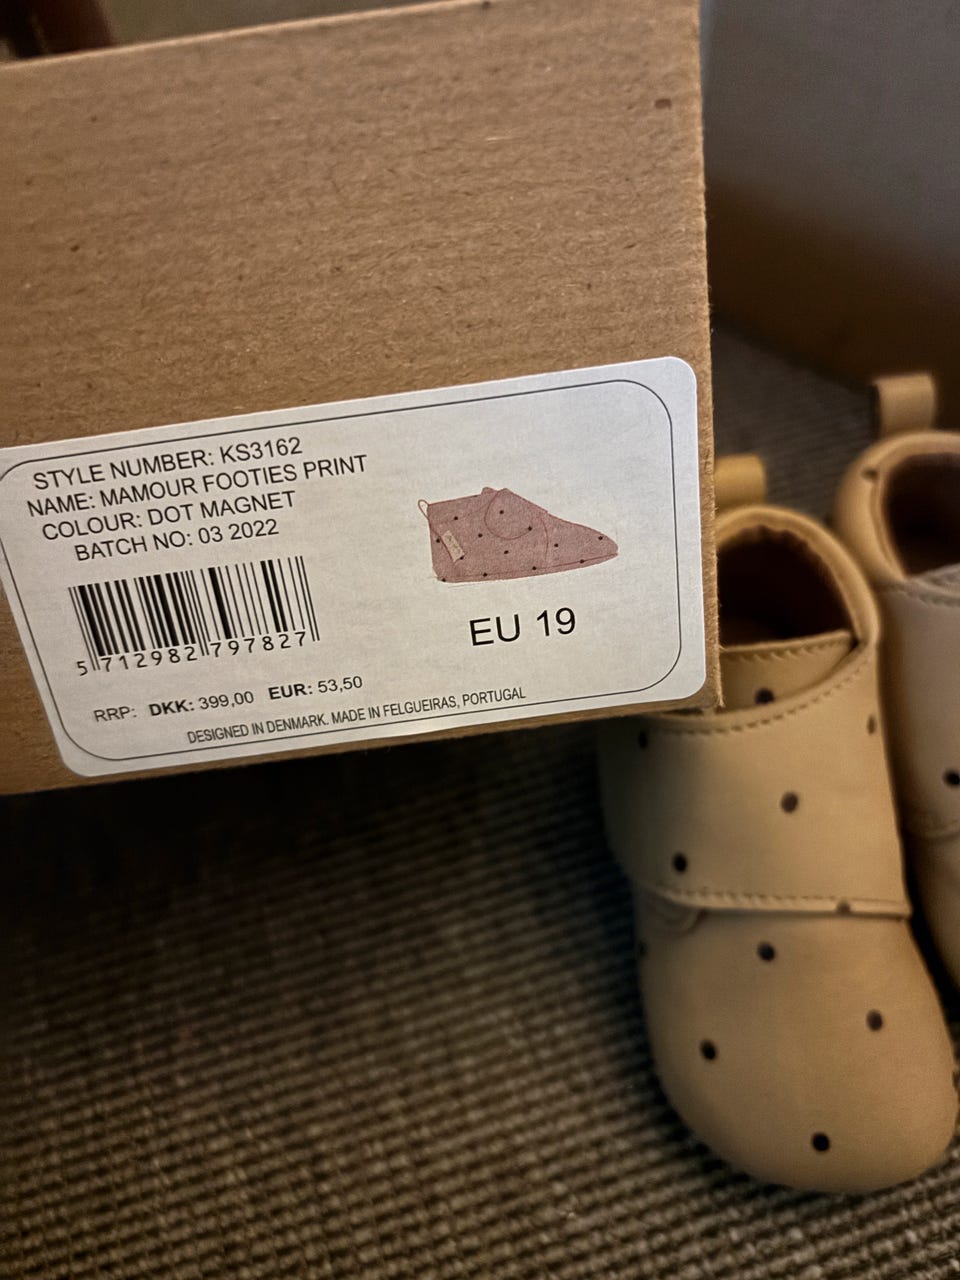 STYLE NUMBER: KS3162
NAME: MAMOUR FOOTIES PRINT
COLOUR: DOT MAGNET
BATCH NO: 03 2022
5 712982 797827
EU 19
RRP: DKK: 399,00 EUR: 53,50
DESIGNED IN DENMARK. MADE IN FELGUEIRAS, PORTUGAL